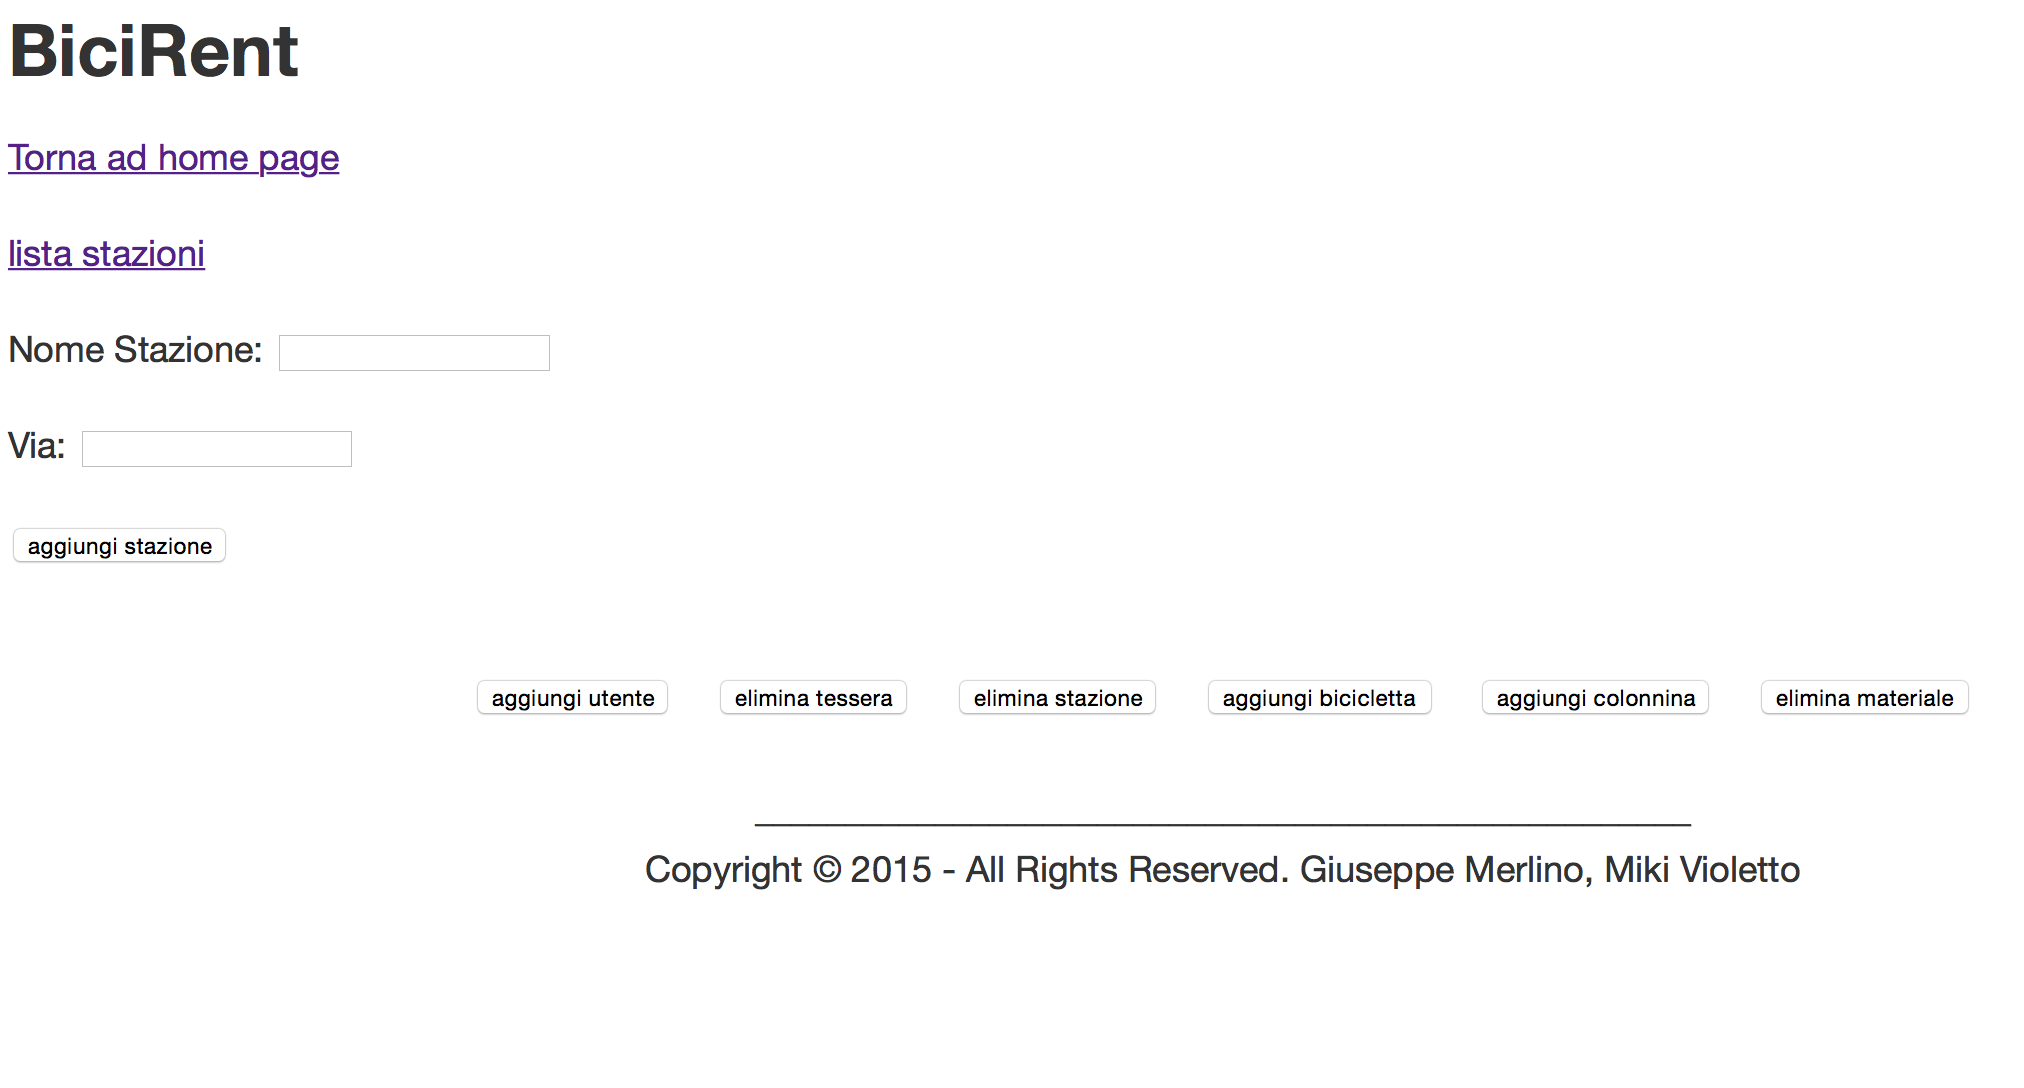 BiciRent
Torna ad home page
lista stazioni
Nome Stazione:
Via:
aggiungi stazione
aggiungi utente elimina tessera elimina stazione aggiungi bicicletta aggiungi colonnina elimina materiale
Copyright © 2015 - All Rights Reserved. Giuseppe Merlino, Miki Violetto